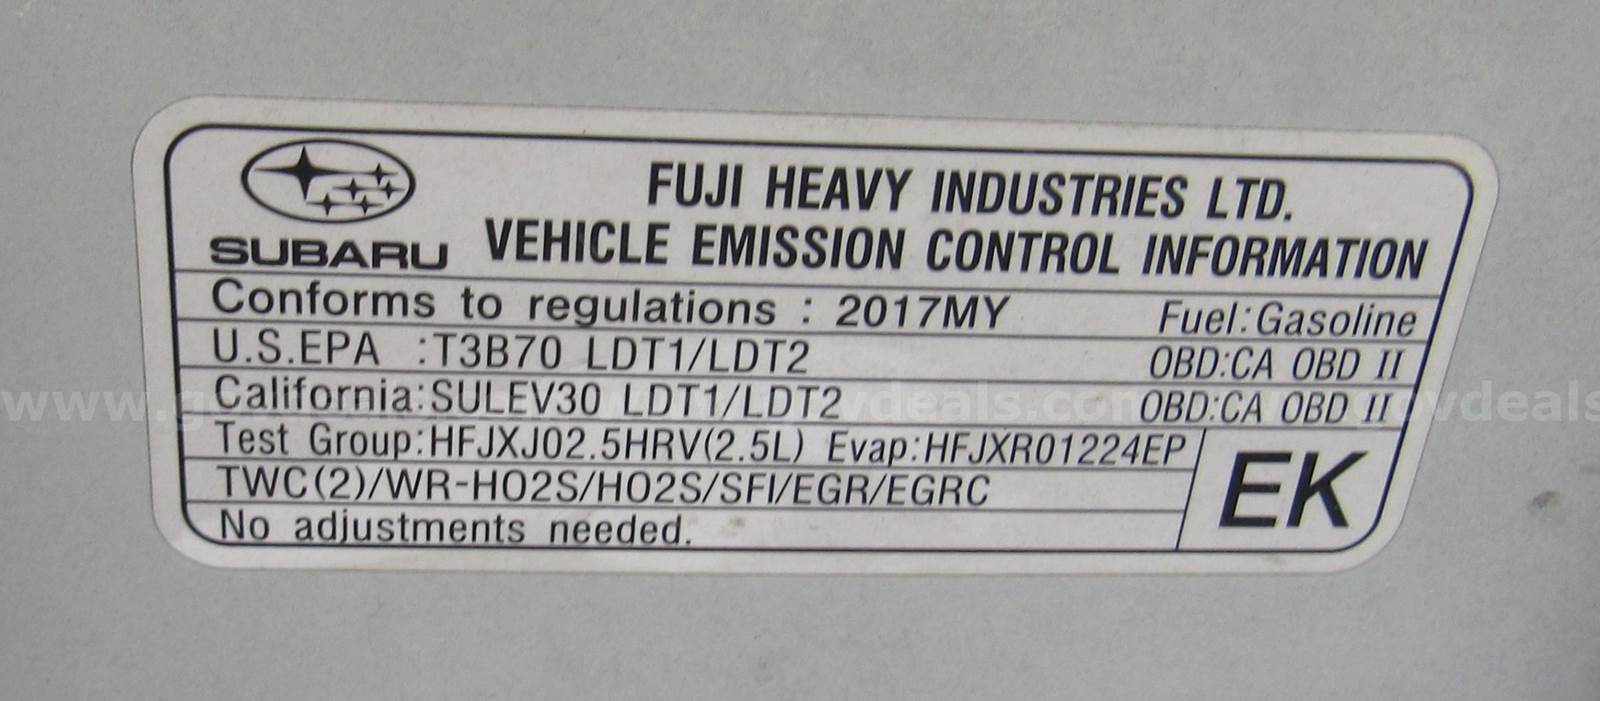 FUJI HEAVY INDUSTRIES LTD.
SUBARU VEHICLE EMISSION CONTROL INFORMATION
Conforms to regulations : 2017MY Fuel:Gasoline
U.S.EPA :T3B70 LDT1/LDT2 OBD:CA OBD II
California:SULEV30 LDT1/LDT2 OBD:CA OBD II
Test Group:HFJXJ02.5HRV(2.5L) Evap:HFJXR01224EP
TWC(2)/WR-HO2S/HO2S/SFI/EGR/EGRC
EK
No adjustments needed.